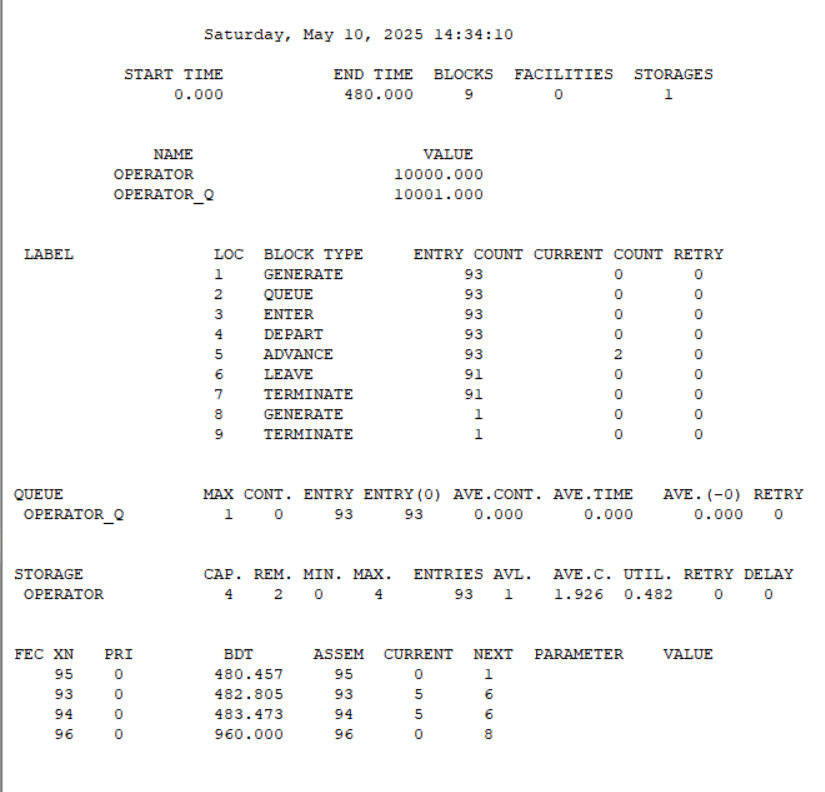 Saturday, May 10, 2025 14:34:10
START TIME END TIME BLOCKS FACILITIES STORAGES
0.000 480.000 9 0 1
NAME VALUE
OPERATOR 10000.000
OPERATOR_Q 10001.000
LABEL LOC BLOCK TYPE ENTRY COUNT CURRENT COUNT RETRY
1 GENERATE 93 0 0
2 QUEUE 93 0 0
3 ENTER 93 0 0
4 DEPART 93 0 0
5 ADVANCE 93 2 0
6 LEAVE 91 0 0
7 TERMINATE 91 0 0
8 GENERATE 1 0 0
9 TERMINATE 1 0 0
QUEUE MAX CONT. ENTRY ENTRY(0) AVE.CONT. AVE.TIME AVE.(-0) RETRY
OPERATOR_Q 1 0 93 93 0.000 0.000 0.000 0
STORAGE CAP. REM. MIN. MAX. ENTRIES AVL. AVE.C. UTIL. RETRY DELAY
OPERATOR 4 2 0 4 93 1 1.926 0.482 0 0
FEC XN PRI BDT ASSEM CURRENT NEXT PARAMETER VALUE
95 0 480.457 95 0 1
93 0 482.805 93 5 6
94 0 483.473 94 5 6
96 0 960.000 96 0 8